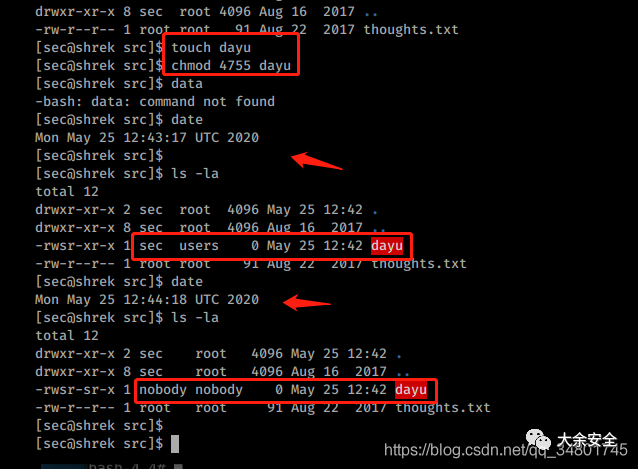 drwxr-xr-x 8 sec root 4096 Aug 16 2017 ..
-rw-r--r-- 1 root root 91 Aug 22 2017 thoughts.txt
[sec@shrek src]$ touch dayu
[sec@shrek src]$ chmod 4755 dayu
[sec@shrek src]$ data
-bash: data: command not found
[sec@shrek src]$ date
Mon May 25 12:43:17 UTC 2020
[sec@shrek src]$
[sec@shrek src]$ ls -la
total 12
drwxr-xr-x 2 sec root 4096 May 25 12:42 .
drwxr-xr-x 8 sec root 4096 Aug 16 2017 ..
-rwsr-xr-x 1 sec users 0 May 25 12:42 dayu
-rw-r--r-- 1 root root 91 Aug 22 2017 thoughts.txt
[sec@shrek src]$ date
Mon May 25 12:44:18 UTC 2020
[sec@shrek src]$ ls -la
total 12
drwxr-xr-x 2 sec root 4096 May 25 12:42 .
drwxr-xr-x 8 sec root 4096 Aug 16 2017 ..
-rwsr-sr-x 1 nobody nobody 0 May 25 12:42 dayu
-rw-r--r-- 1 root root 91 Aug 22 2017 thoughts.txt
[sec@shrek src]$
[sec@shrek src]$
大余安全
https://blog.csdn.net/qq_34801745
bash-4.4#